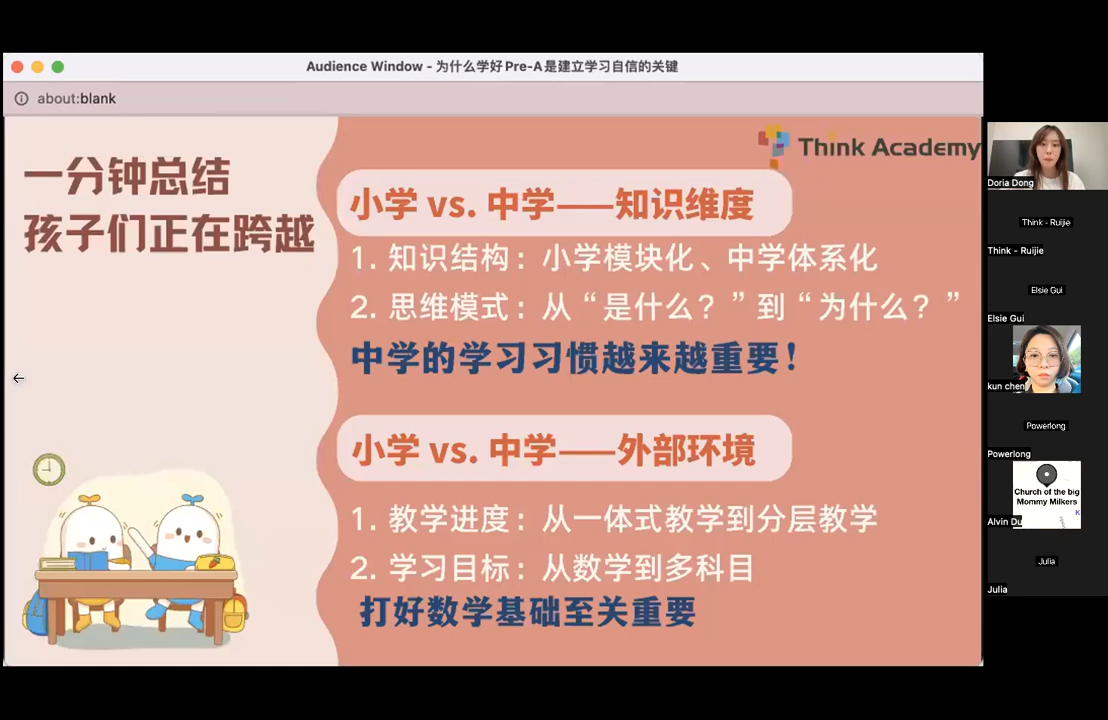 Audience Window - 为什么学好Pre-A是建立学习自信的关键
about:blank
一分钟总结
孩子们正在跨越
Think Academy
小学 vs. 中学——知识维度
1. 知识结构：小学模块化、中学体系化
2. 思维模式：从“是什么？”到“为什么？”
中学的学习习惯越来越重要！
小学 vs. 中学——外部环境
1. 教学进度：从一体式教学到分层教学
2. 学习目标：从数学到多科目
打好数学基础至关重要
Doria Dong
Think - Ruijie
Think - Ruijie
Elsie Gui
Elsie Gui
kun chen
Powerlong
Powerlong
Church of the big
Mommy Milkers
K
Alvin Du
Julia
Julia